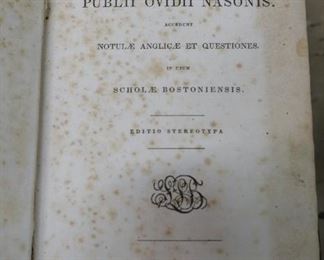 PUBLII OVIDII NASONIS.
ACCEDUNT
NOTULÆ ANGLICÆ ET QUESTIONES.
IN USUM
SCHOLÆ BOSTONIENSIS.
EDITIO STEREOTYPA